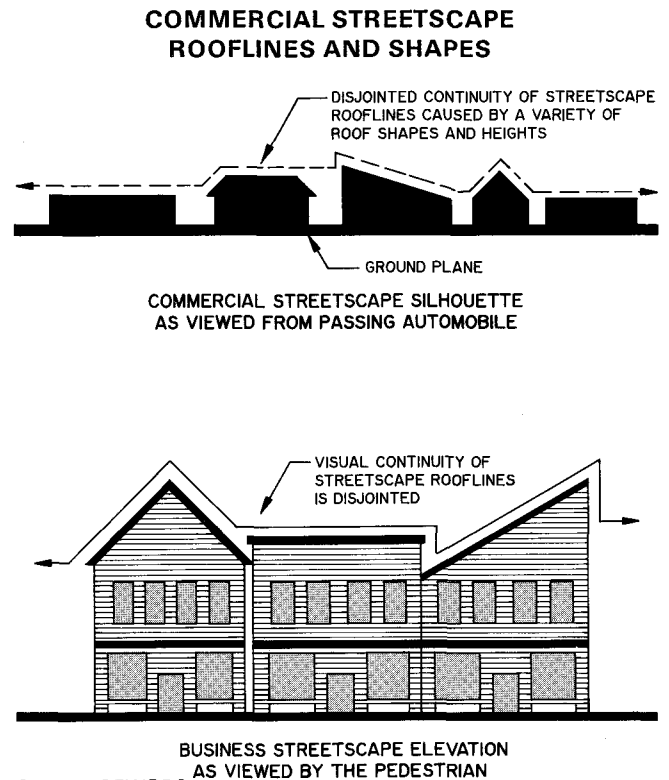 COMMERCIAL STREETSCAPE
ROOFLINES AND SHAPES
DISJOINTED CONTINUITY OF STREETSCAPE
ROOFLINES CAUSED BY A VARIETY OF
ROOF SHAPES AND HEIGHTS
GROUND PLANE
COMMERCIAL STREETSCAPE SILHOUETTE
AS VIEWED FROM PASSING AUTOMOBILE
VISUAL CONTINUITY OF
STREETSCAPE ROOFLINES
IS DISJOINTED
BUSINESS STREETSCAPE ELEVATION
AS VIEWED BY THE PEDESTRIAN